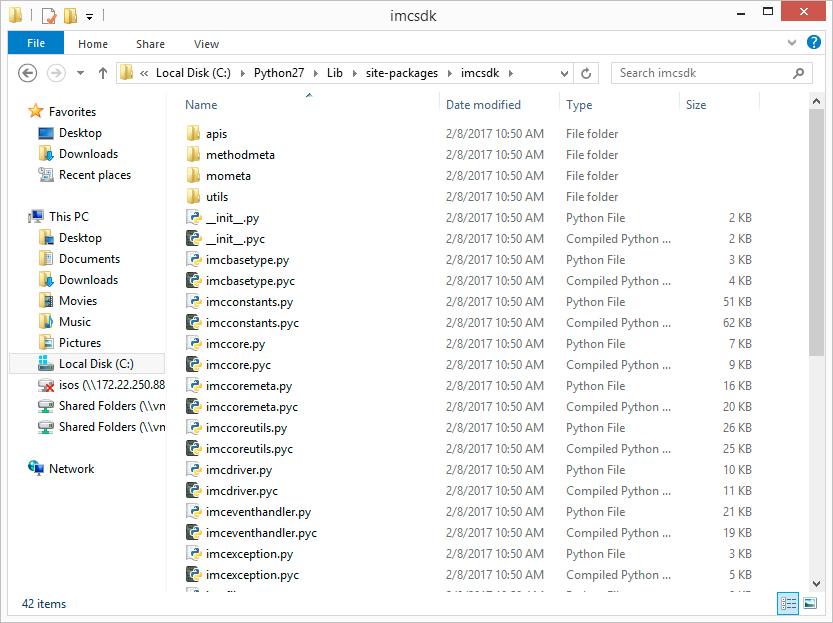 imcsdk
File Home Share View
« Local Disk (C:) Python27 Lib site-packages imcsdk Search imcsdk
Name Date modified Type Size
Favorites
Desktop
Downloads
Recent places
This PC
Desktop
Documents
Downloads
Movies
Music
Pictures
Local Disk (C:)
isos (\\172.22.250.88
Shared Folders (\\vn
Shared Folders (\\vn
Network
apis 2/8/2017 10:50 AM File folder
methodmeta 2/8/2017 10:50 AM File folder
mometa 2/8/2017 10:50 AM File folder
utils 2/8/2017 10:50 AM File folder
__init__.py 2/8/2017 10:50 AM Python File 2 KB
__init__.pyc 2/8/2017 10:50 AM Compiled Python ... 2 KB
imcbasetype.py 2/8/2017 10:50 AM Python File 3 KB
imcbasetype.pyc 2/8/2017 10:50 AM Compiled Python ... 4 KB
imcconstants.py 2/8/2017 10:50 AM Python File 51 KB
imcconstants.pyc 2/8/2017 10:50 AM Compiled Python ... 62 KB
imccore.py 2/8/2017 10:50 AM Python File 7 KB
imccore.pyc 2/8/2017 10:50 AM Compiled Python ... 9 KB
imccoremeta.py 2/8/2017 10:50 AM Python File 16 KB
imccoremeta.pyc 2/8/2017 10:50 AM Compiled Python ... 20 KB
imccoreutils.py 2/8/2017 10:50 AM Python File 26 KB
imccoreutils.pyc 2/8/2017 10:50 AM Compiled Python ... 25 KB
imcdriver.py 2/8/2017 10:50 AM Python File 10 KB
imcdriver.pyc 2/8/2017 10:50 AM Compiled Python ... 11 KB
imceventhandler.py 2/8/2017 10:50 AM Python File 21 KB
imceventhandler.pyc 2/8/2017 10:50 AM Compiled Python ... 19 KB
imcexception.py 2/8/2017 10:50 AM Python File 3 KB
imcexception.pyc 2/8/2017 10:50 AM Compiled Python ... 5 KB
42 items